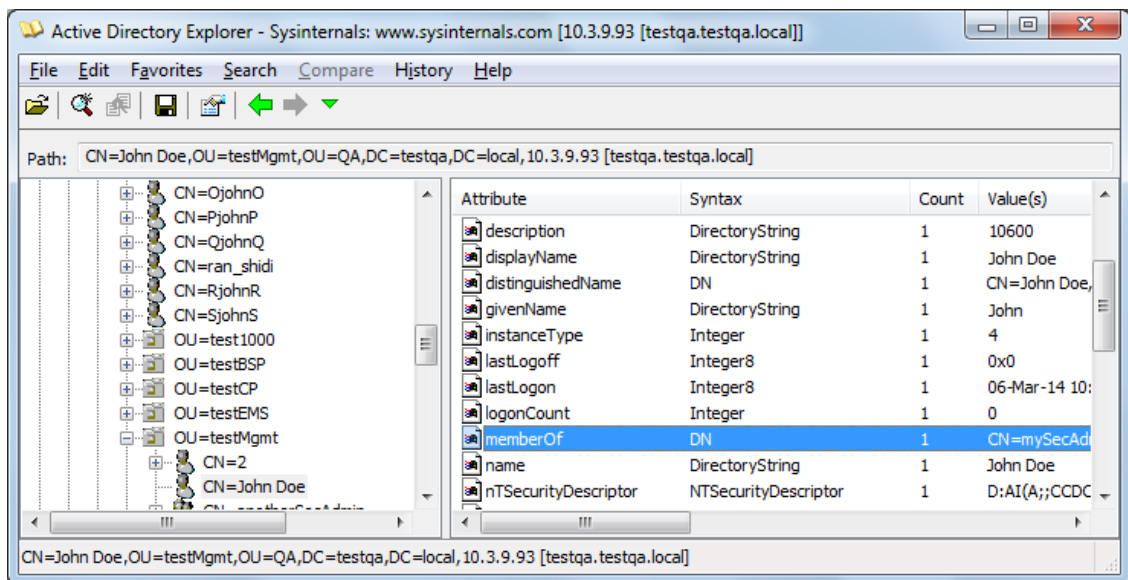 Active Directory Explorer - Sysinternals: www.sysinternals.com [10.3.9.93 [testqa.testqa.local]]
File Edit Favorites Search Compare History Help
Path: CN=John Doe,OU=testMgmt,OU=QA,DC=testqa,DC=local,10.3.9.93 [testqa.testqa.local]
CN=OjohnO
CN=PjohnP
CN=QjohnQ
CN=ran_shidi
CN=RjohnR
CN=SjohnS
OU=test1000
OU=testBSP
OU=testCP
OU=testEMS
OU=testMgmt
CN=2
CN=John Doe
CN=anotherSecAdmin
Attribute Syntax Count Value(s)
description DirectoryString 1 10600
displayName DirectoryString 1 John Doe
distinguishedName DN 1 CN=John Doe,
givenName DirectoryString 1 John
instanceType Integer 1 4
lastLogoff Integer8 1 0x0
lastLogon Integer8 1 06-Mar-14 10:
logonCount Integer 1 0
memberOf DN 1 CN=mySecAd
name DirectoryString 1 John Doe
nTSecurityDescriptor NTSecurityDescriptor 1 D:AI(A;;CCDC
CN=John Doe,OU=testMgmt,OU=QA,DC=testqa,DC=local,10.3.9.93 [testqa.testqa.local]